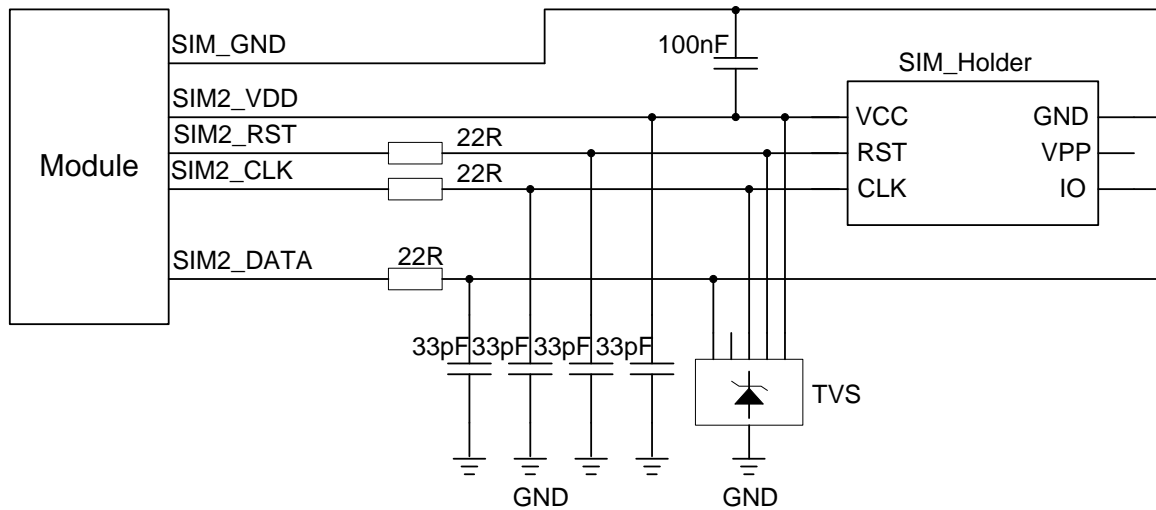 SIM_GND
100nF
SIM_Holder
SIM2_VDD
VCC
GND
SIM2_RST
22R
RST
VPP
Module
SIM2_CLK
22R
CLK
IO
SIM2_DATA
22R
33pF
33pF
33pF
33pF
TVS
GND
GND